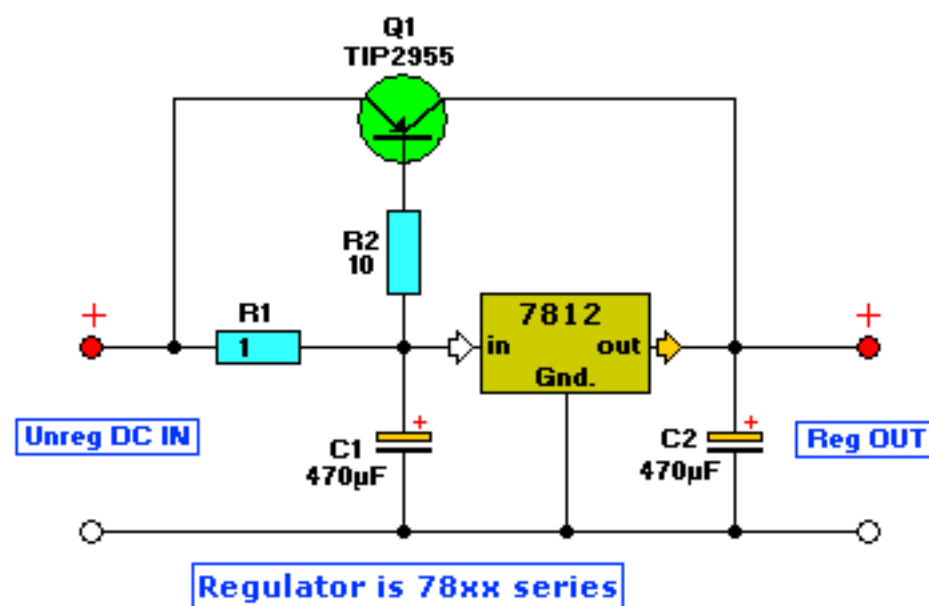 Q1
TIP2955
R2
10
+
R1
1
7812
in
out
Gnd.
+
Unreg DC IN
C1
470µF
+
C2
470µF
+
Reg OUT
Regulator is 78xx series